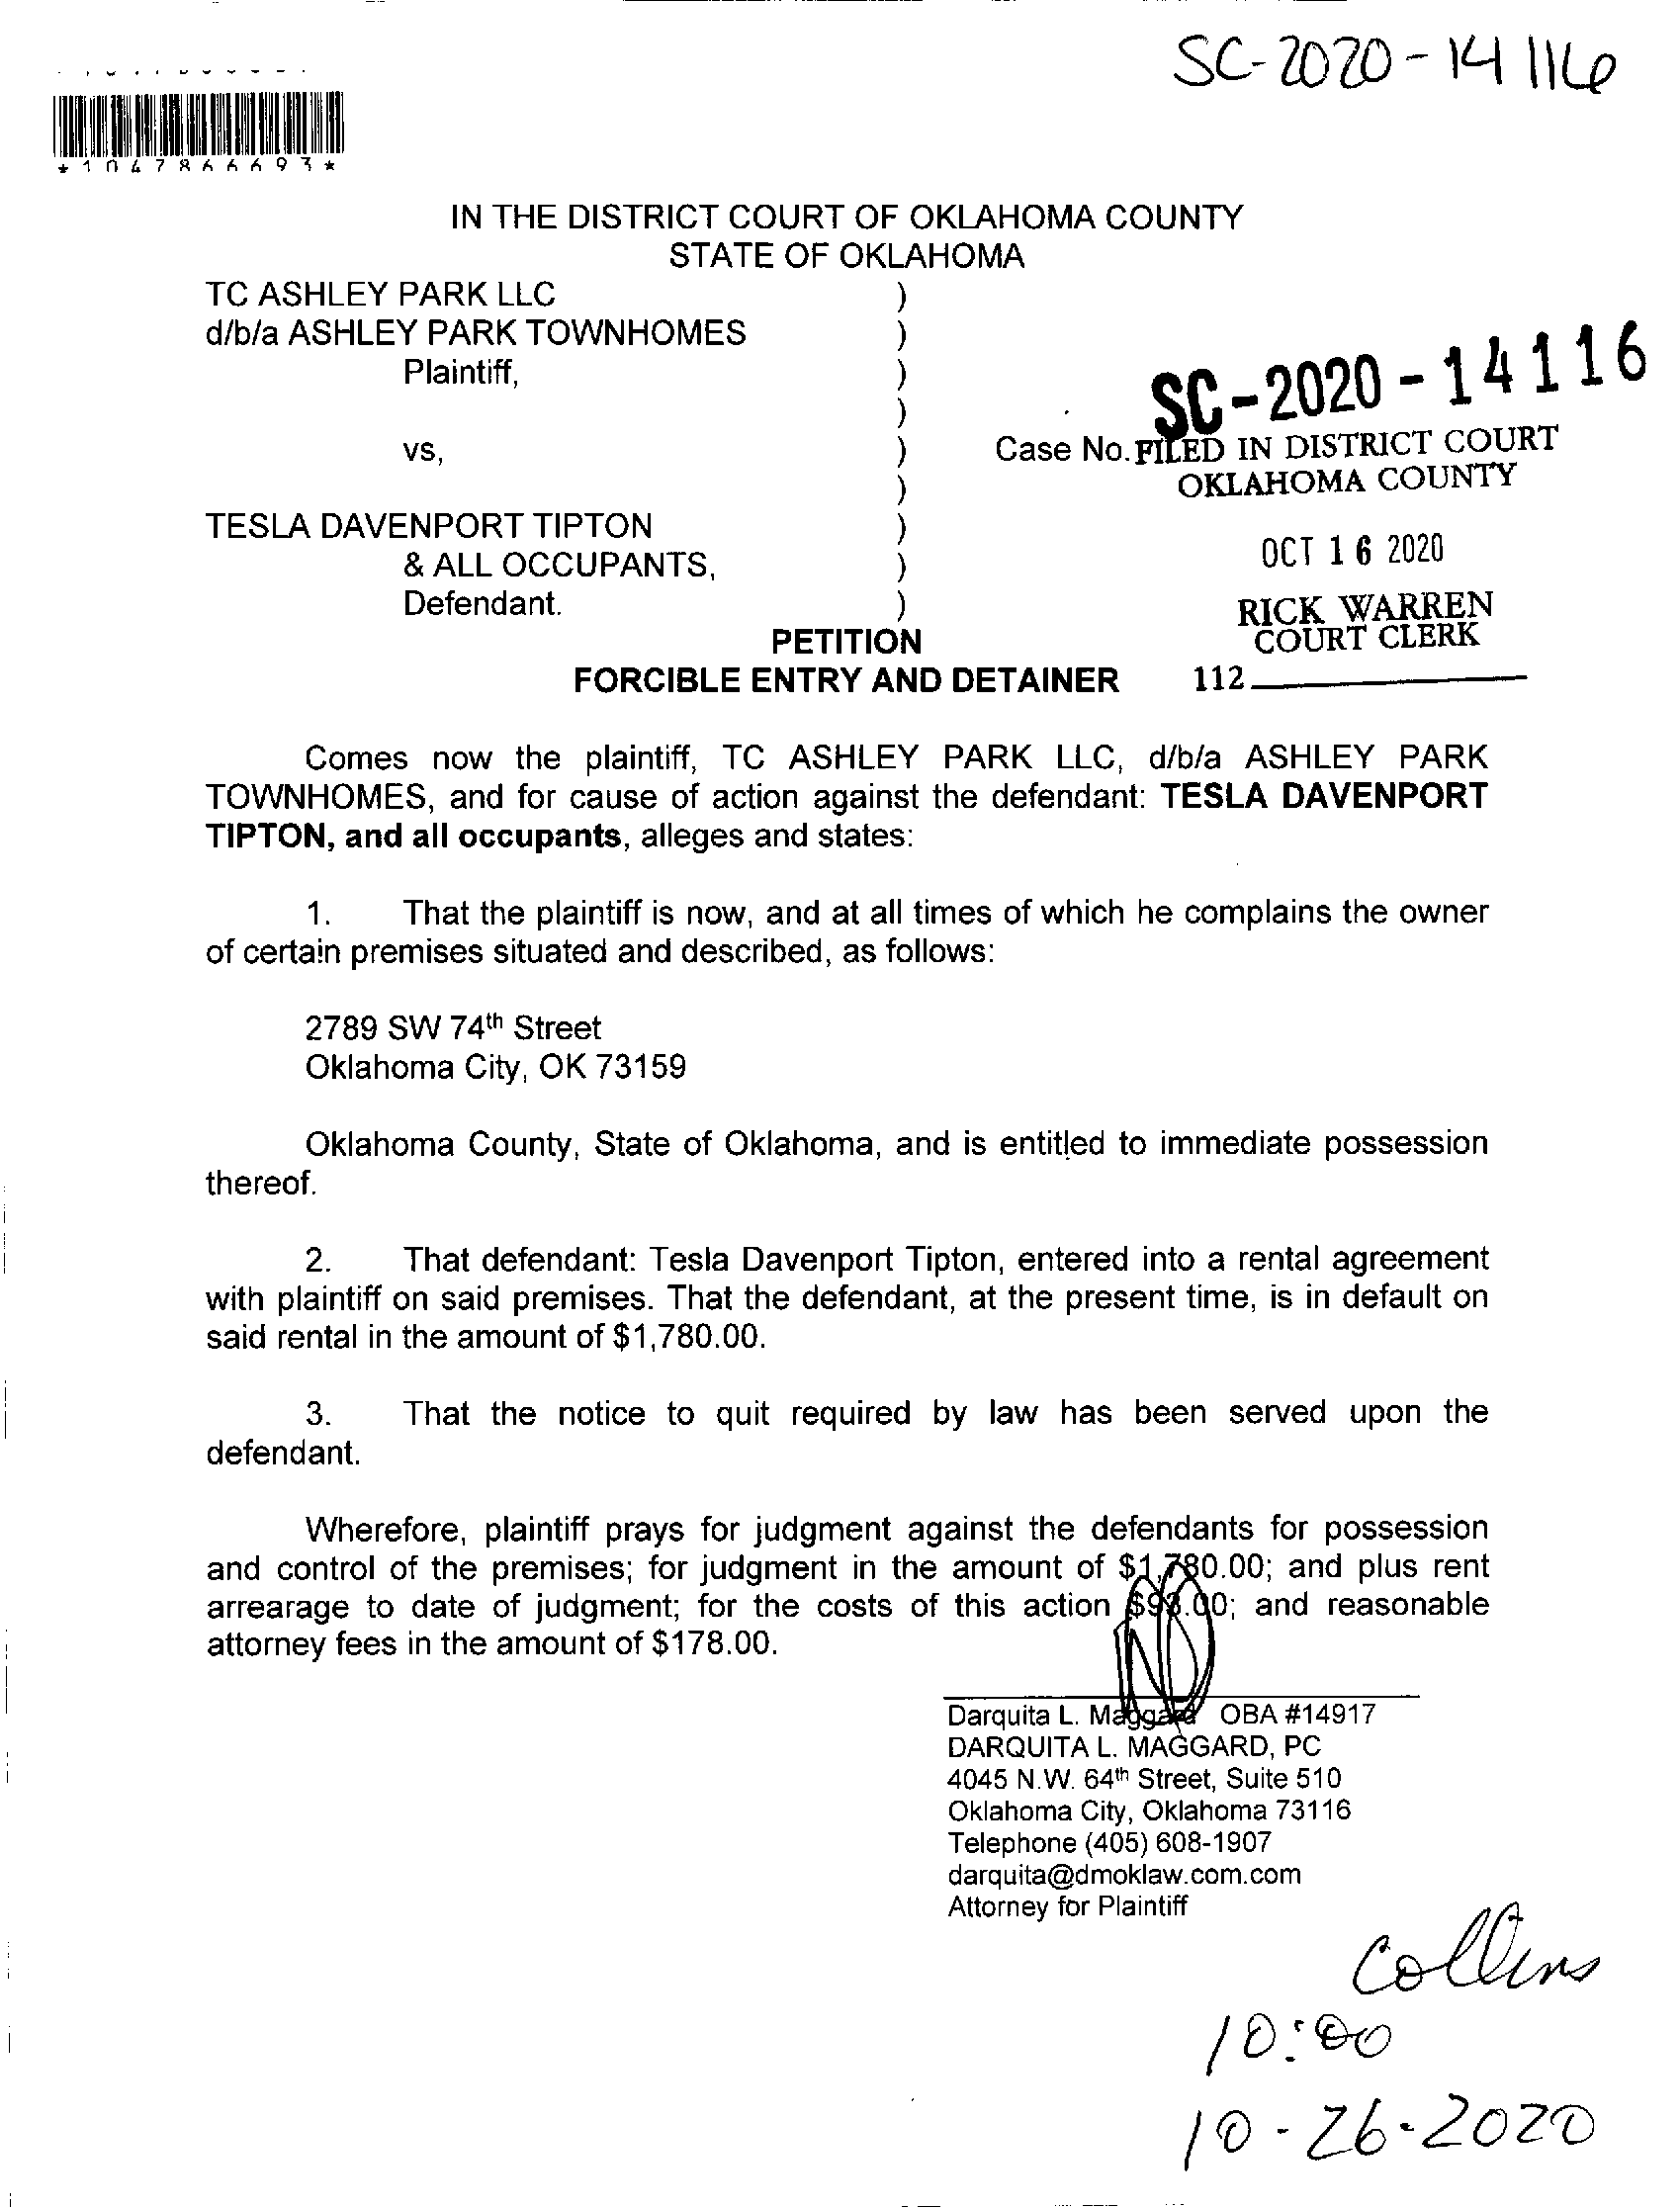 SC-2020-14116
*1047866693*
IN THE DISTRICT COURT OF OKLAHOMA COUNTY
STATE OF OKLAHOMA
TC ASHLEY PARK LLC )
d/b/a ASHLEY PARK TOWNHOMES )
Plaintiff, )
)
SC-2020-14116
vs, ) Case No. FILED IN DISTRICT COURT
) OKLAHOMA COUNTY
TESLA DAVENPORT TIPTON )
& ALL OCCUPANTS, ) OCT 16 2020
Defendant. ) RICK WARREN
PETITION COURT CLERK
FORCIBLE ENTRY AND DETAINER 112
Comes now the plaintiff, TC ASHLEY PARK LLC, d/b/a ASHLEY PARK
TOWNHOMES, and for cause of action against the defendant: TESLA DAVENPORT
TIPTON, and all occupants, alleges and states:
1. That the plaintiff is now, and at all times of which he complains the owner
of certain premises situated and described, as follows:
2789 SW 74th Street
Oklahoma City, OK 73159
Oklahoma County, State of Oklahoma, and is entitled to immediate possession
thereof.
2. That defendant: Tesla Davenport Tipton, entered into a rental agreement
with plaintiff on said premises. That the defendant, at the present time, is in default on
said rental in the amount of $1,780.00.
3. That the notice to quit required by law has been served upon the
defendant.
Wherefore, plaintiff prays for judgment against the defendants for possession
and control of the premises; for judgment in the amount of $1,780.00; and plus rent
arrearage to date of judgment; for the costs of this action $93.00; and reasonable
attorney fees in the amount of $178.00.
Darquita L. Maggard OBA #14917
DARQUITA L. MAGGARD, PC
4045 N.W. 64th Street, Suite 510
Oklahoma City, Oklahoma 73116
Telephone (405) 608-1907
darquita@dmoklaw.com.com
Attorney for Plaintiff
Collins
10:00
10-26-2020